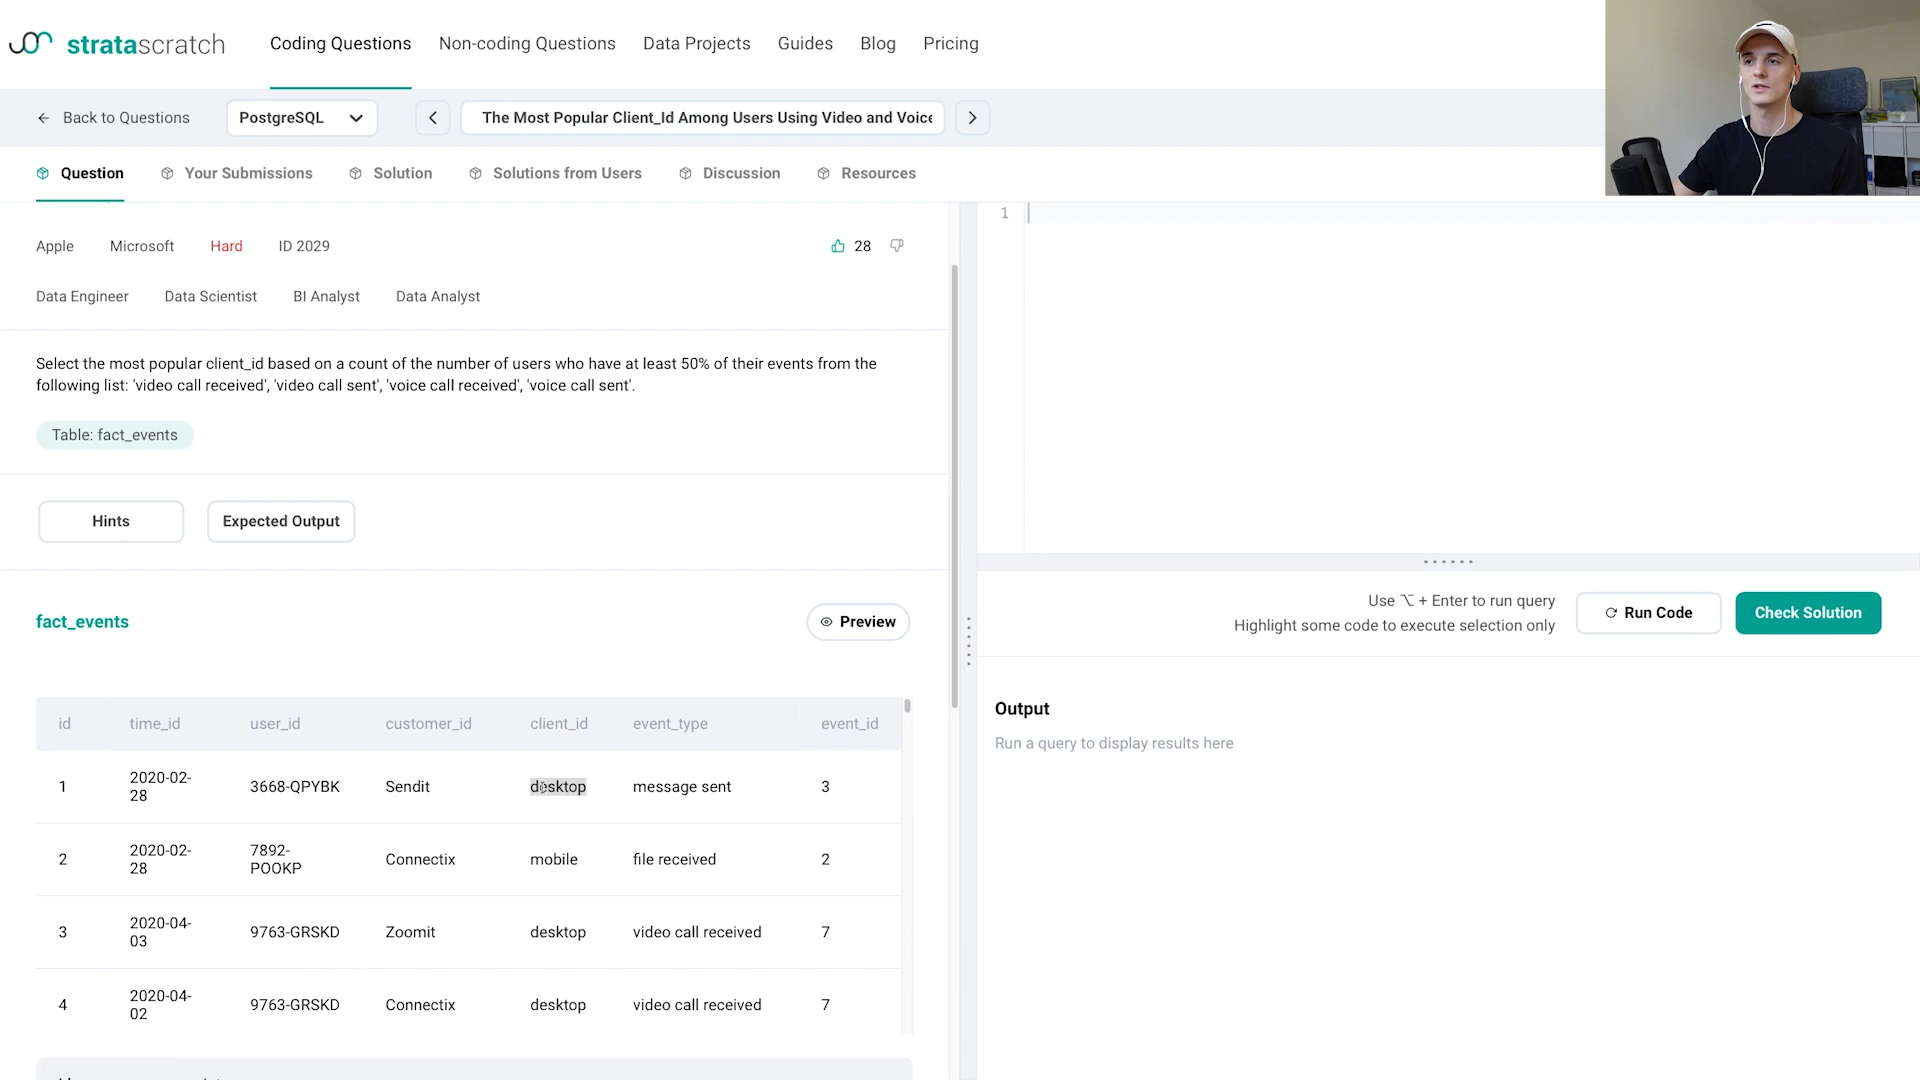 stratascratch
Coding Questions
Non-coding Questions
Data Projects
Guides
Blog
Pricing
Back to Questions
PostgreSQL
The Most Popular Client_Id Among Users Using Video and Voice
Question
Your Submissions
Solution
Solutions from Users
Discussion
Resources
Apple
Microsoft
Hard
ID 2029
28
Data Engineer
Data Scientist
BI Analyst
Data Analyst
Select the most popular client_id based on a count of the number of users who have at least 50% of their events from the
following list: 'video call received', 'video call sent', 'voice call received', 'voice call sent'.
Table: fact_events
Hints
Expected Output
fact_events
Preview
id time_id user_id customer_id client_id event_type event_id
1 2020-02-28 3668-QPYBK Sendit desktop message sent 3
2 2020-02-28 7892-POOKP Connectix mobile file received 2
3 2020-04-03 9763-GRSKD Zoomit desktop video call received 7
4 2020-04-02 9763-GRSKD Connectix desktop video call received 7
1
Use ⌥ + Enter to run query
Highlight some code to execute selection only
Run Code
Check Solution
Output
Run a query to display results here